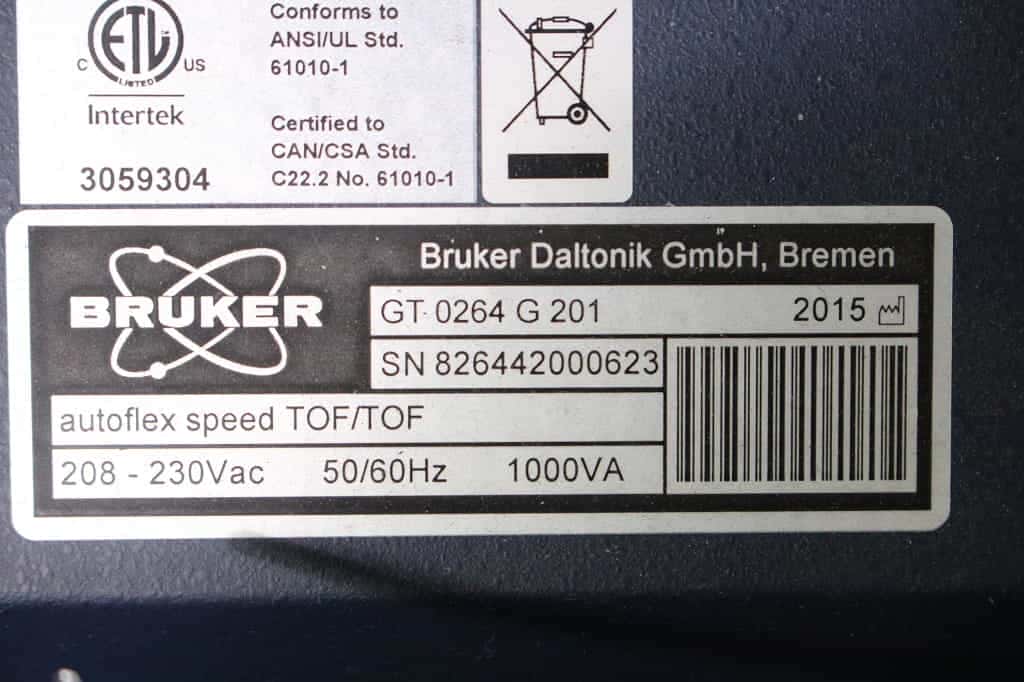 ETL
LISTED
C US
Intertek
3059304
Conforms to
ANSI/UL Std.
61010-1
Certified to
CAN/CSA Std.
C22.2 No. 61010-1
BRUKER
Bruker Daltonik GmbH, Bremen
GT 0264 G 201 2015
SN 826442000623
autoflex speed TOF/TOF
208 - 230Vac 50/60Hz 1000VA